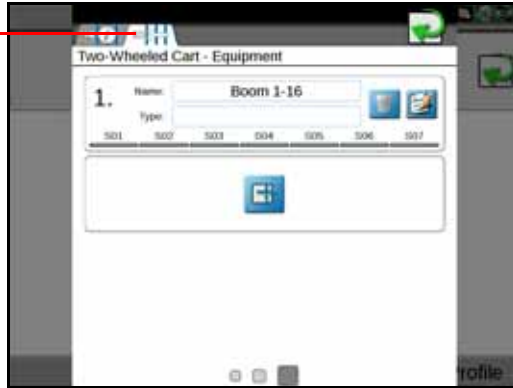 Two-Wheeled Cart - Equipment
1.
Name:
Boom 1-16
Type:
S01 S02 S03 S04 S05 S06 S07
rofile